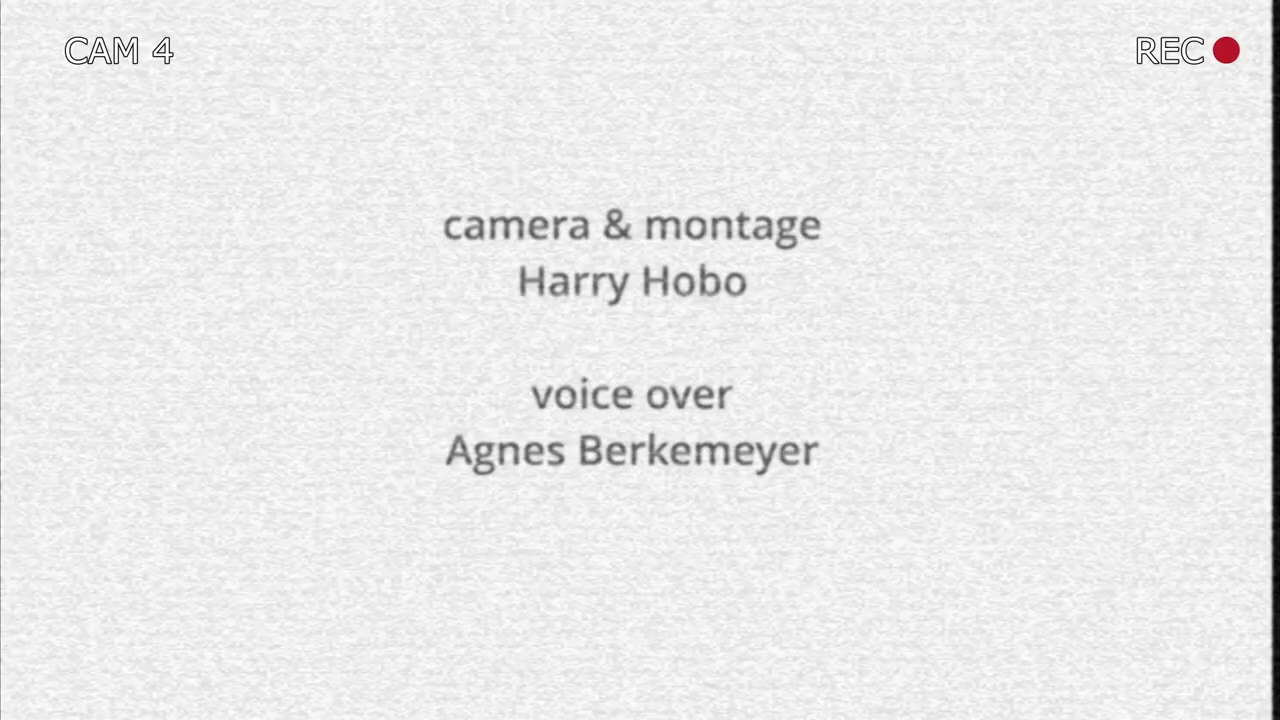 CAM 4
REC
camera & montage
Harry Hobo
voice over
Agnes Berkemeyer